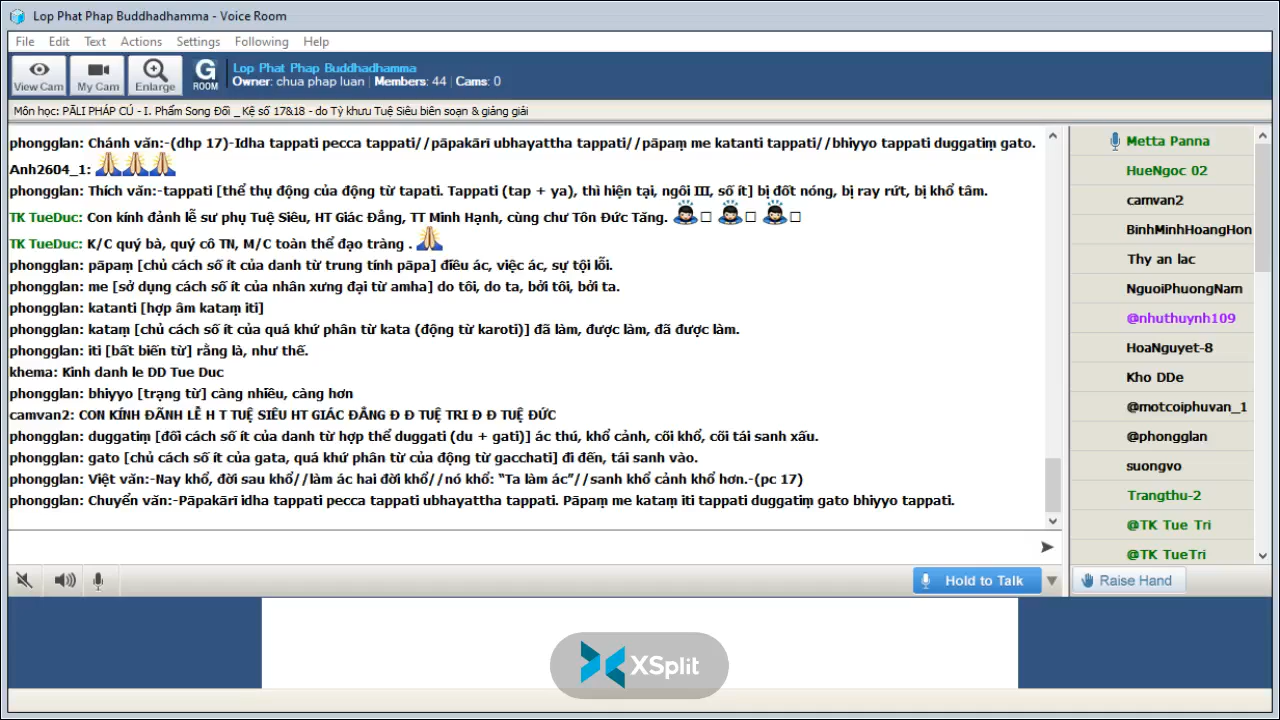 Lop Phat Phap Buddhadhamma - Voice Room
File Edit Text Actions Settings Following Help
View Cam My Cam Enlarge G ROOM Lop Phat Phap Buddhadhamma
Owner: chua phap luan | Members: 44 | Cams: 0
Môn học: PĀLI PHÁP CÚ - I. Phẩm Song Đối _ Kệ số 17&18 - do Tỳ khưu Tuệ Siêu biên soạn & giảng giải
phongglan: Chánh văn:-(dhp 17)-Idha tappati pecca tappati//pāpakārī ubhayattha tappati//pāpaṃ me katanti tappati//bhiyyo tappati duggatiṃ gato.
Anh2604_1:
phongglan: Thích văn:-tappati [thể thụ động của động từ tapati. Tappati (tap + ya), thì hiện tại, ngôi III, số ít] bị đốt nóng, bị ray rứt, bị khổ tâm.
TK TueDuc: Con kính đảnh lễ sư phụ Tuệ Siêu, HT Giác Đẳng, TT Minh Hạnh, cùng chư Tôn Đức Tăng.
TK TueDuc: K/C quý bà, quý cô TN, M/C toàn thể đạo tràng .
phongglan: pāpaṃ [chủ cách số ít của danh từ trung tính pāpa] điều ác, việc ác, sự tội lỗi.
phongglan: me [sở dụng cách số ít của nhân xưng đại từ amha] do tôi, do ta, bởi tôi, bởi ta.
phongglan: katanti [hợp âm kataṃ iti]
phongglan: kataṃ [chủ cách số ít của quá khứ phân từ kata (động từ karoti)] đã làm, được làm, đã được làm.
phongglan: iti [bất biến từ] rằng là, như thế.
khema: Kinh danh le DD Tue Duc
phongglan: bhiyyo [trạng từ] càng nhiều, càng hơn
camvan2: CON KÍNH ĐÃNH LỄ H T TUỆ SIÊU HT GIÁC ĐẲNG Đ Đ TUỆ TRI Đ Đ TUỆ ĐỨC
phongglan: duggatiṃ [đối cách số ít của danh từ hợp thể duggati (du + gati)] ác thú, khổ cảnh, cõi khổ, cõi tái sanh xấu.
phongglan: gato [chủ cách số ít của gata, quá khứ phân từ của động từ gacchati] đi đến, tái sanh vào.
phongglan: Việt văn:-Nay khổ, đời sau khổ//làm ác hai đời khổ//nó khổ: “Ta làm ác”//sanh khổ cảnh khổ hơn.-(pc 17)
phongglan: Chuyển văn:-Pāpakārī idha tappati pecca tappati ubhayattha tappati. Pāpaṃ me kataṃ iti tappati duggatiṃ gato bhiyyo tappati.
Metta Panna
HueNgoc 02
camvan2
BinhMinhHoangHon
Thy an lac
NguoiPhuongNam
@nhuthuynh109
HoaNguyet-8
Kho DDe
@motcoiphuvan_1
@phongglan
suongvo
Trangthu-2
@TK Tue Tri
@TK TueTri
Hold to Talk
Raise Hand
XSplit